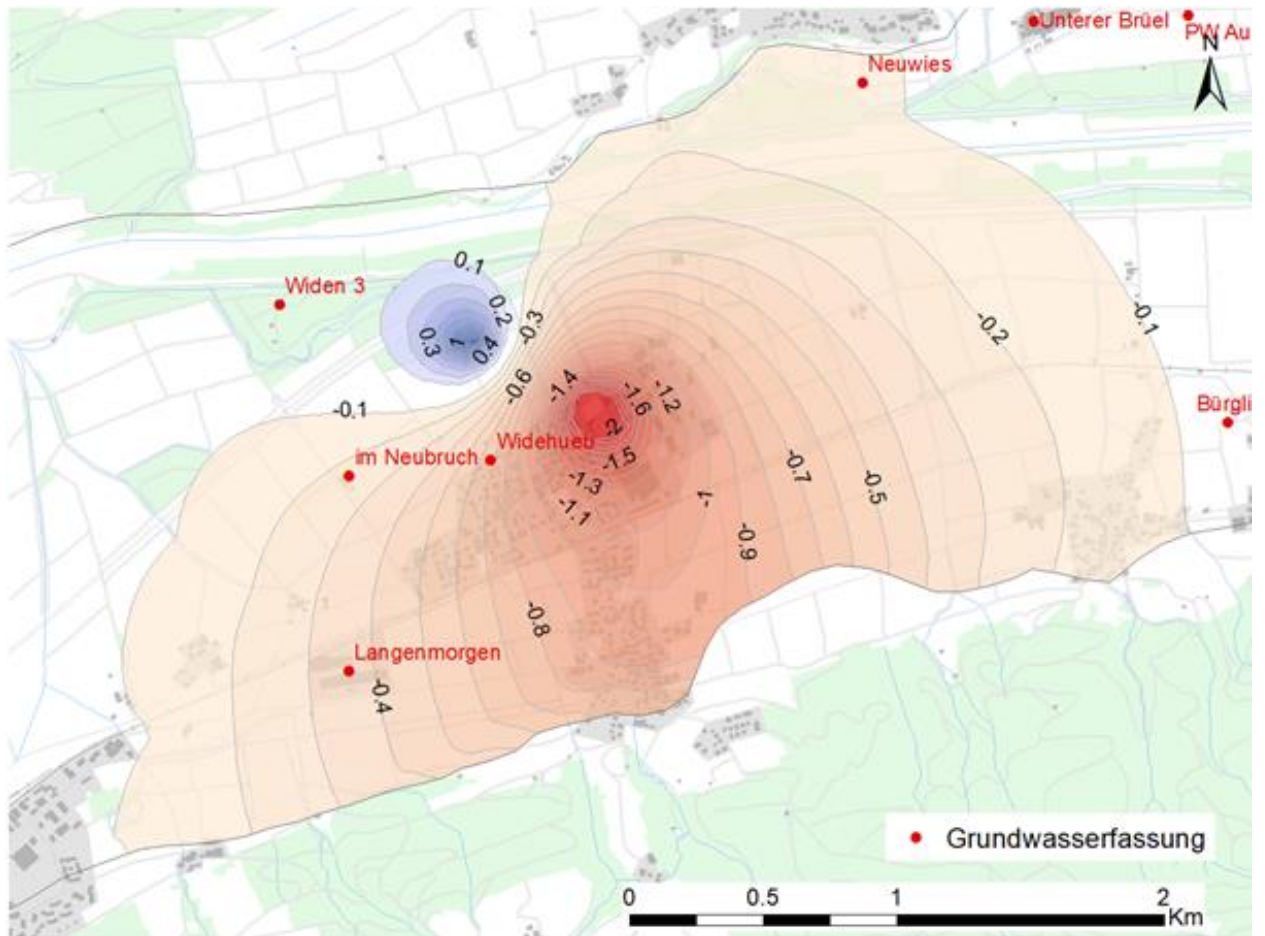 Unterer Brüel
PW Au
N
Neuwies
0.1
Widen 3
0.2
-0.3
-0.2
-0.1
0.3
1
0.4
-0.6
-1.4
-1.6
-1.2
-0.1
-2
Bürgli
Widehueb
im Neubruch
-1.5
-1.3
-0.7
-0.5
-1
-1.1
-0.9
-0.8
Langenmorgen
-0.4
Grundwasserfassung
0 0.5 1 2
Km